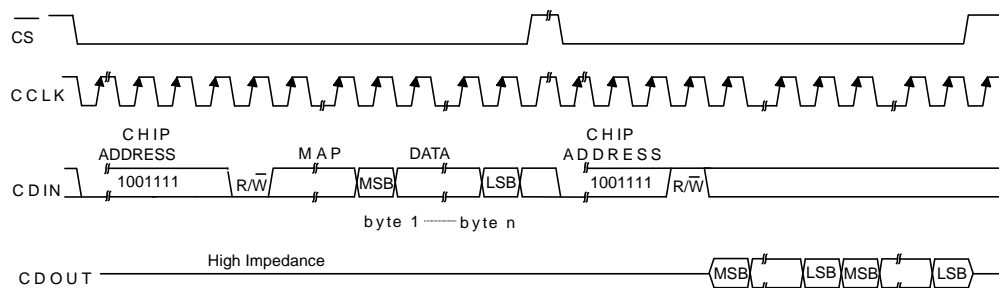 CS
CCLK
CHIP ADDRESS
MAP
DATA
CHIP ADDRESS
CDIN
1001111
R/W
MSB
LSB
1001111
R/W
byte 1
byte n
High Impedance
CDOUT
MSB
LSB
MSB
LSB